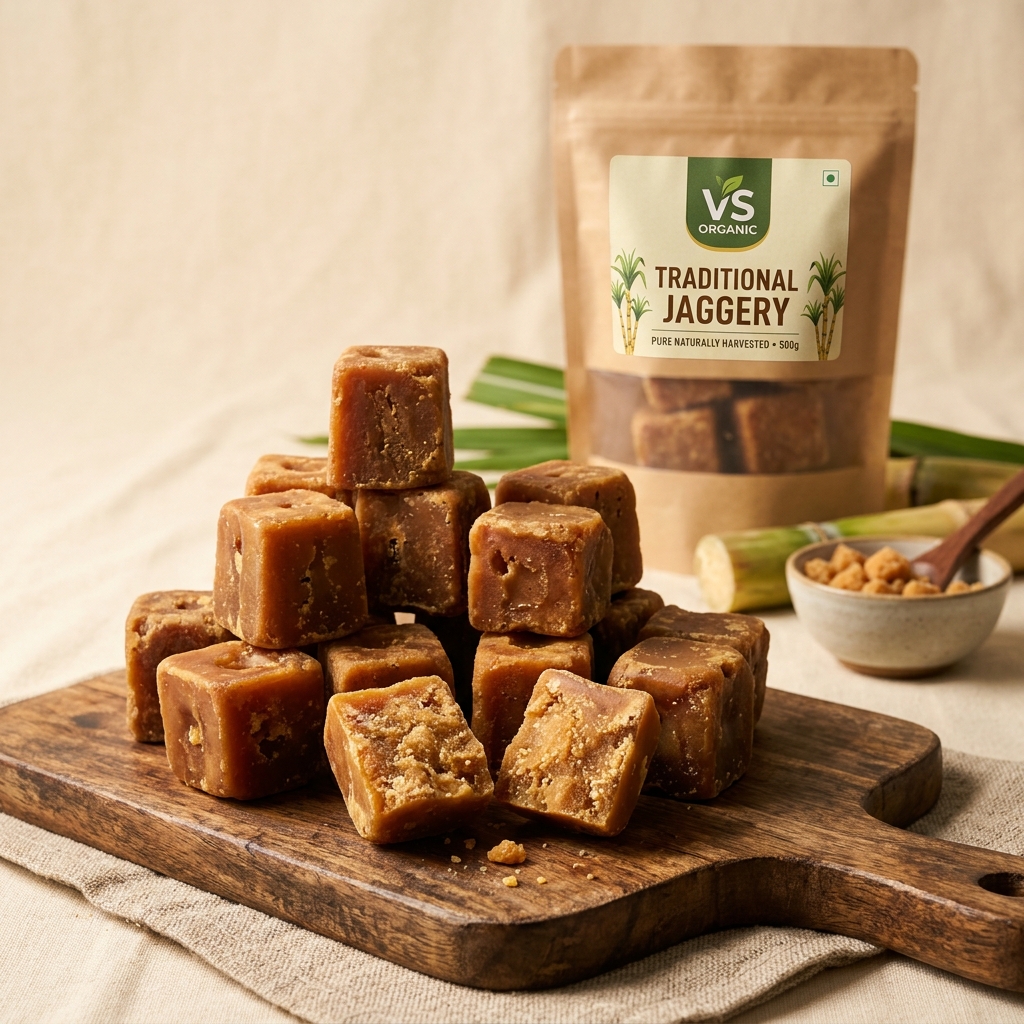 VS
ORGANIC
TRADITIONAL
JAGGERY
PURE NATURALLY HARVESTED • 500g